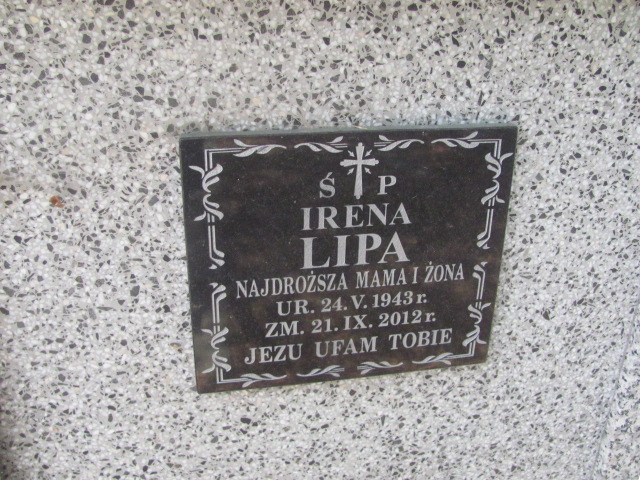 Ś P
IRENA
LIPA
NAJDROŻSZA MAMA I ŻONA
UR. 24. V. 1943 r.
ZM. 21. IX. 2012 r.
JEZU UFAM TOBIE